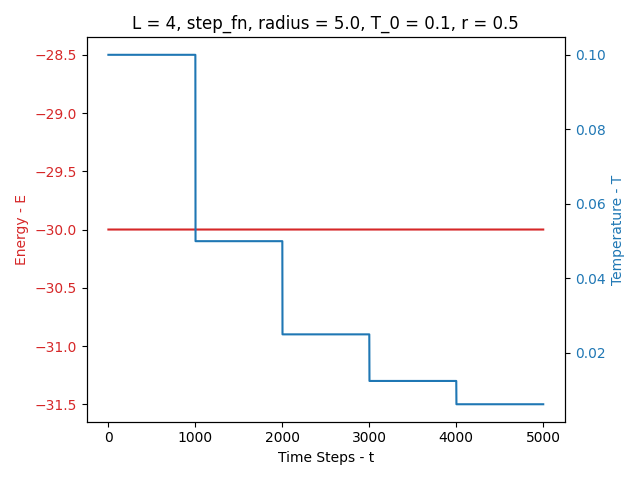 L = 4, step_fn, radius = 5.0, T_0 = 0.1, r = 0.5
−28.5
−29.0
−29.5
−30.0
−30.5
−31.0
−31.5
Energy - E
0.10
0.08
0.06
0.04
0.02
Temperature - T
0 1000 2000 3000 4000 5000
Time Steps - t